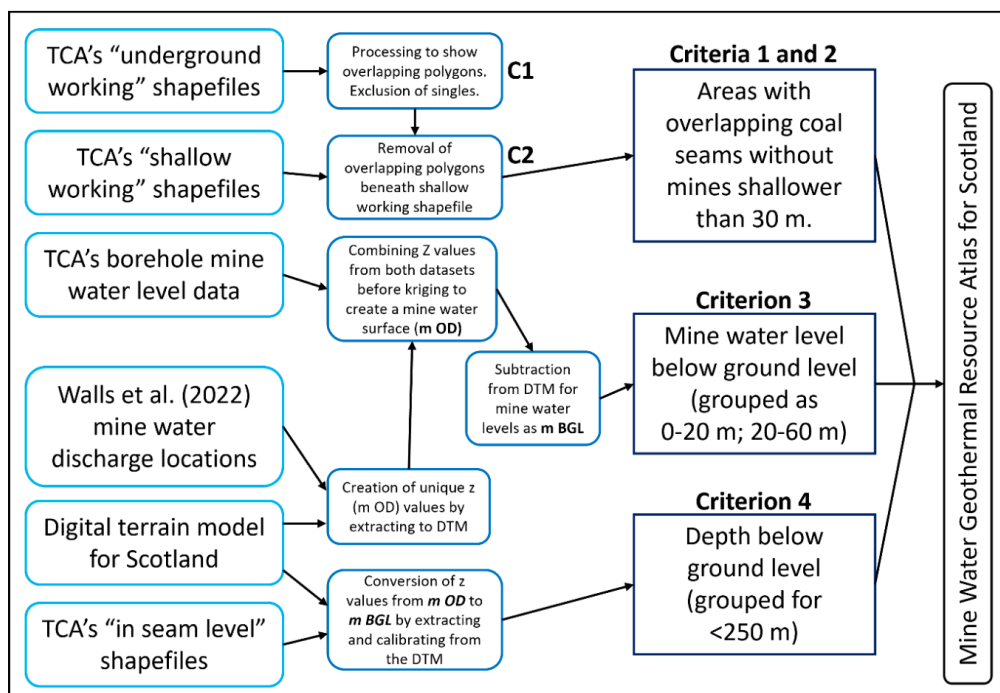 TCA's "underground
working" shapefiles
TCA's "shallow
working" shapefiles
TCA's borehole mine
water level data
Walls et al. (2022)
mine water
discharge locations
Digital terrain model
for Scotland
TCA's "in seam level"
shapefiles
Processing to show
overlapping polygons.
Exclusion of singles.
C1
Removal of
overlapping polygons
beneath shallow
working shapefile
C2
Combining Z values
from both datasets
before kriging to
create a mine water
surface (m OD)
Subtraction
from DTM for
mine water
levels as m BGL
Creation of unique z
(m OD) values by
extracting to DTM
Conversion of z
values from m OD to
m BGL by extracting
and calibrating from
the DTM
Criteria 1 and 2
Areas with
overlapping coal
seams without
mines shallower
than 30 m.
Criterion 3
Mine water level
below ground level
(grouped as
0-20 m; 20-60 m)
Criterion 4
Depth below
ground level
(grouped for
<250 m)
Mine Water Geothermal Resource Atlas for Scotland